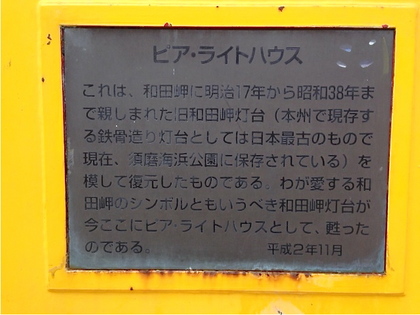 ピア・ライトハウス
これは、和田岬に明治17年から昭和38年ま
で親しまれた旧和田岬灯台(本州で現存す
る鉄骨造り灯台としては日本最古のもので
現在、須磨海浜公園に保存されている)を
模して復元したものである。わが愛する和
田岬のシンボルともいうべき和田岬灯台が
今ここにピア・ライトハウスとして、甦った
のである。 平成2年11月